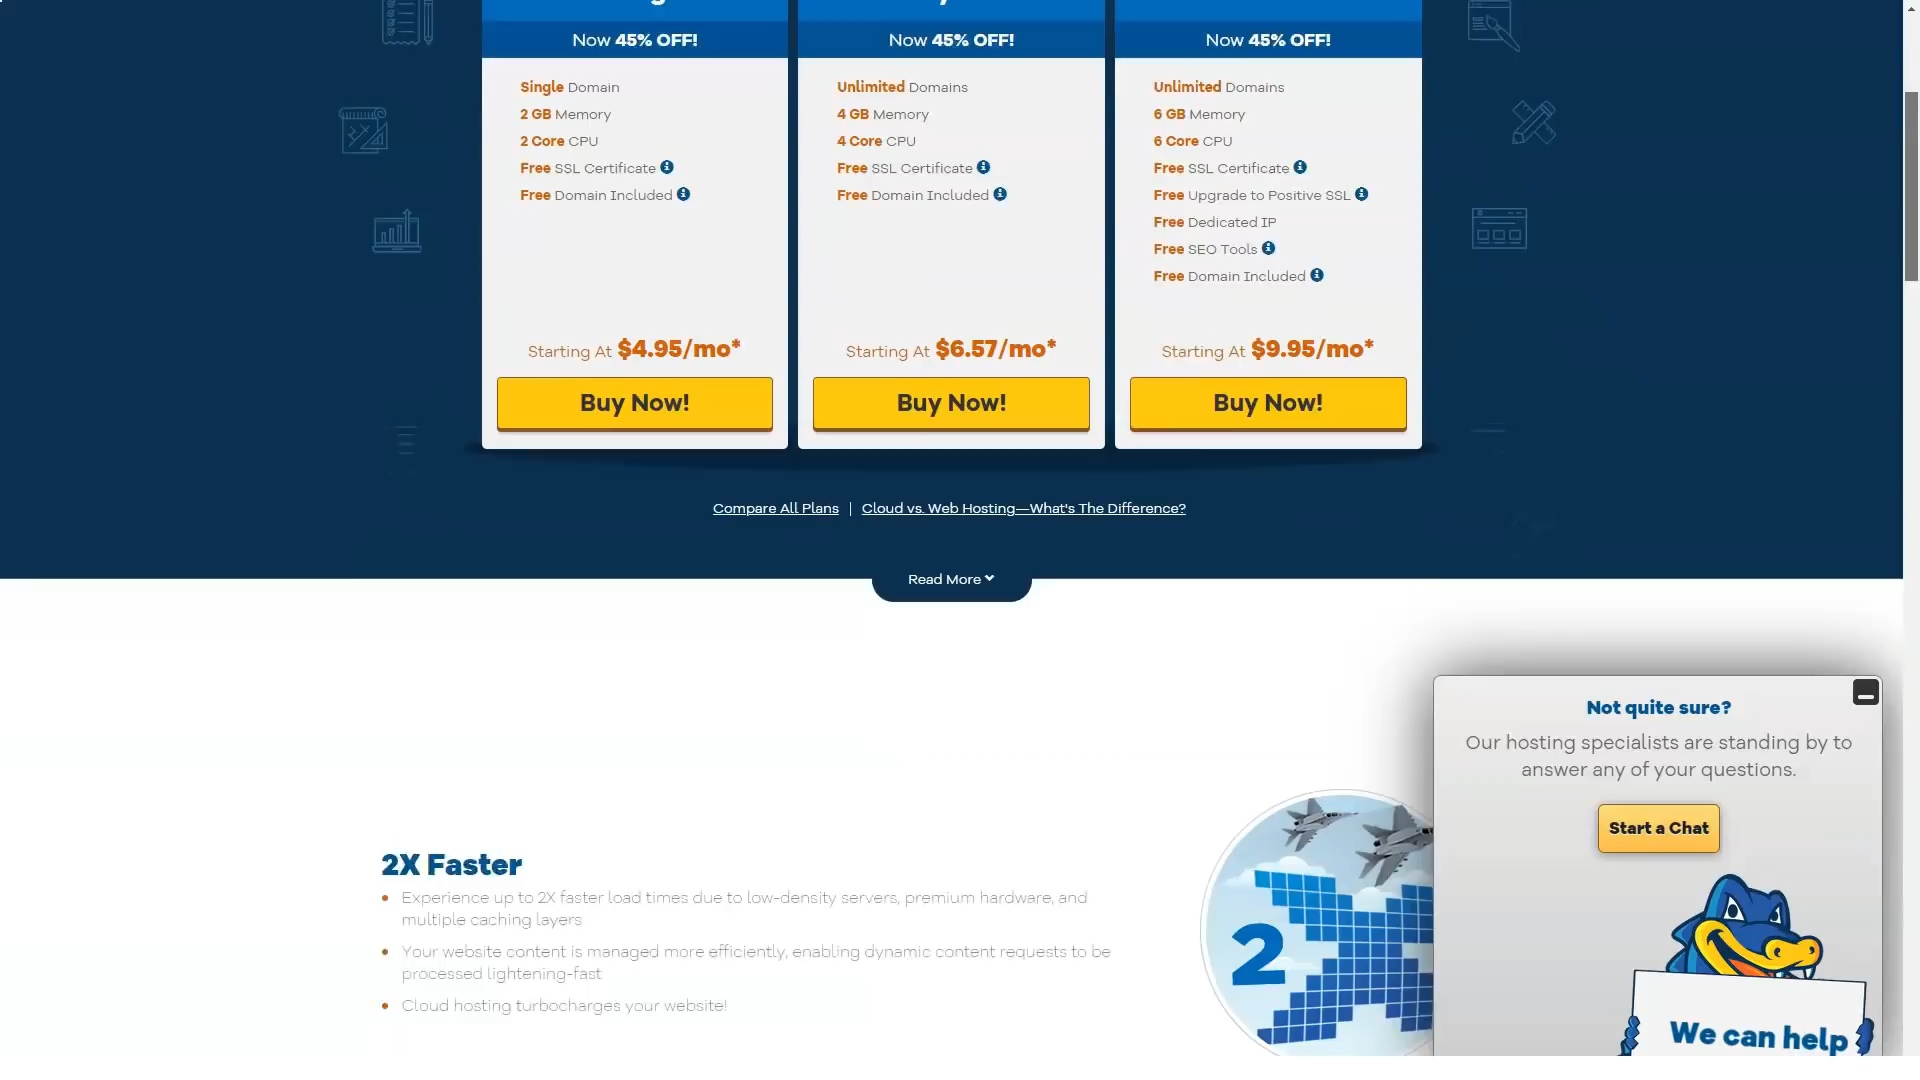 Now 45% OFF!
Single Domain
2 GB Memory
2 Core CPU
Free SSL Certificate
Free Domain Included
Starting At $4.95/mo*
Buy Now!
Now 45% OFF!
Unlimited Domains
4 GB Memory
4 Core CPU
Free SSL Certificate
Free Domain Included
Starting At $6.57/mo*
Buy Now!
Now 45% OFF!
Unlimited Domains
6 GB Memory
6 Core CPU
Free SSL Certificate
Free Upgrade to Positive SSL
Free Dedicated IP
Free SEO Tools
Free Domain Included
Starting At $9.95/mo*
Buy Now!
Compare All Plans | Cloud vs. Web Hosting—What's The Difference?
Read More
2X Faster
• Experience up to 2X faster load times due to low-density servers, premium hardware, and
multiple caching layers
• Your website content is managed more efficiently, enabling dynamic content requests to be
processed lightening-fast
• Cloud hosting turbocharges your website!
2X
Not quite sure?
Our hosting specialists are standing by to
answer any of your questions.
Start a Chat
We can help